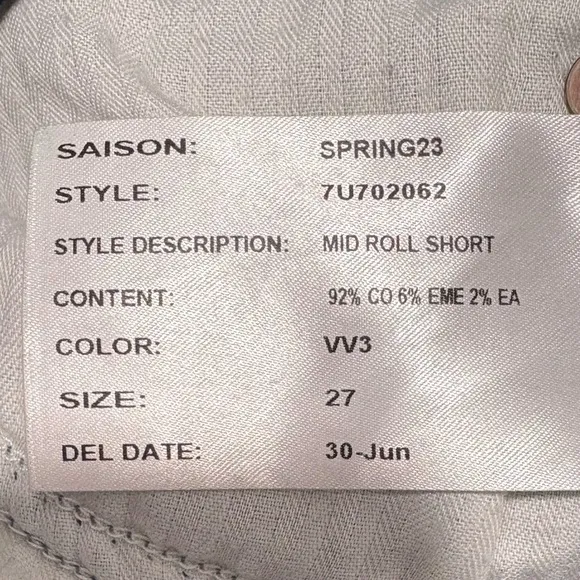 SAISON: SPRING23
STYLE: 7U702062
STYLE DESCRIPTION: MID ROLL SHORT
CONTENT: 92% CO 6% EME 2% EA
COLOR: VV3
SIZE: 27
DEL DATE: 30-Jun